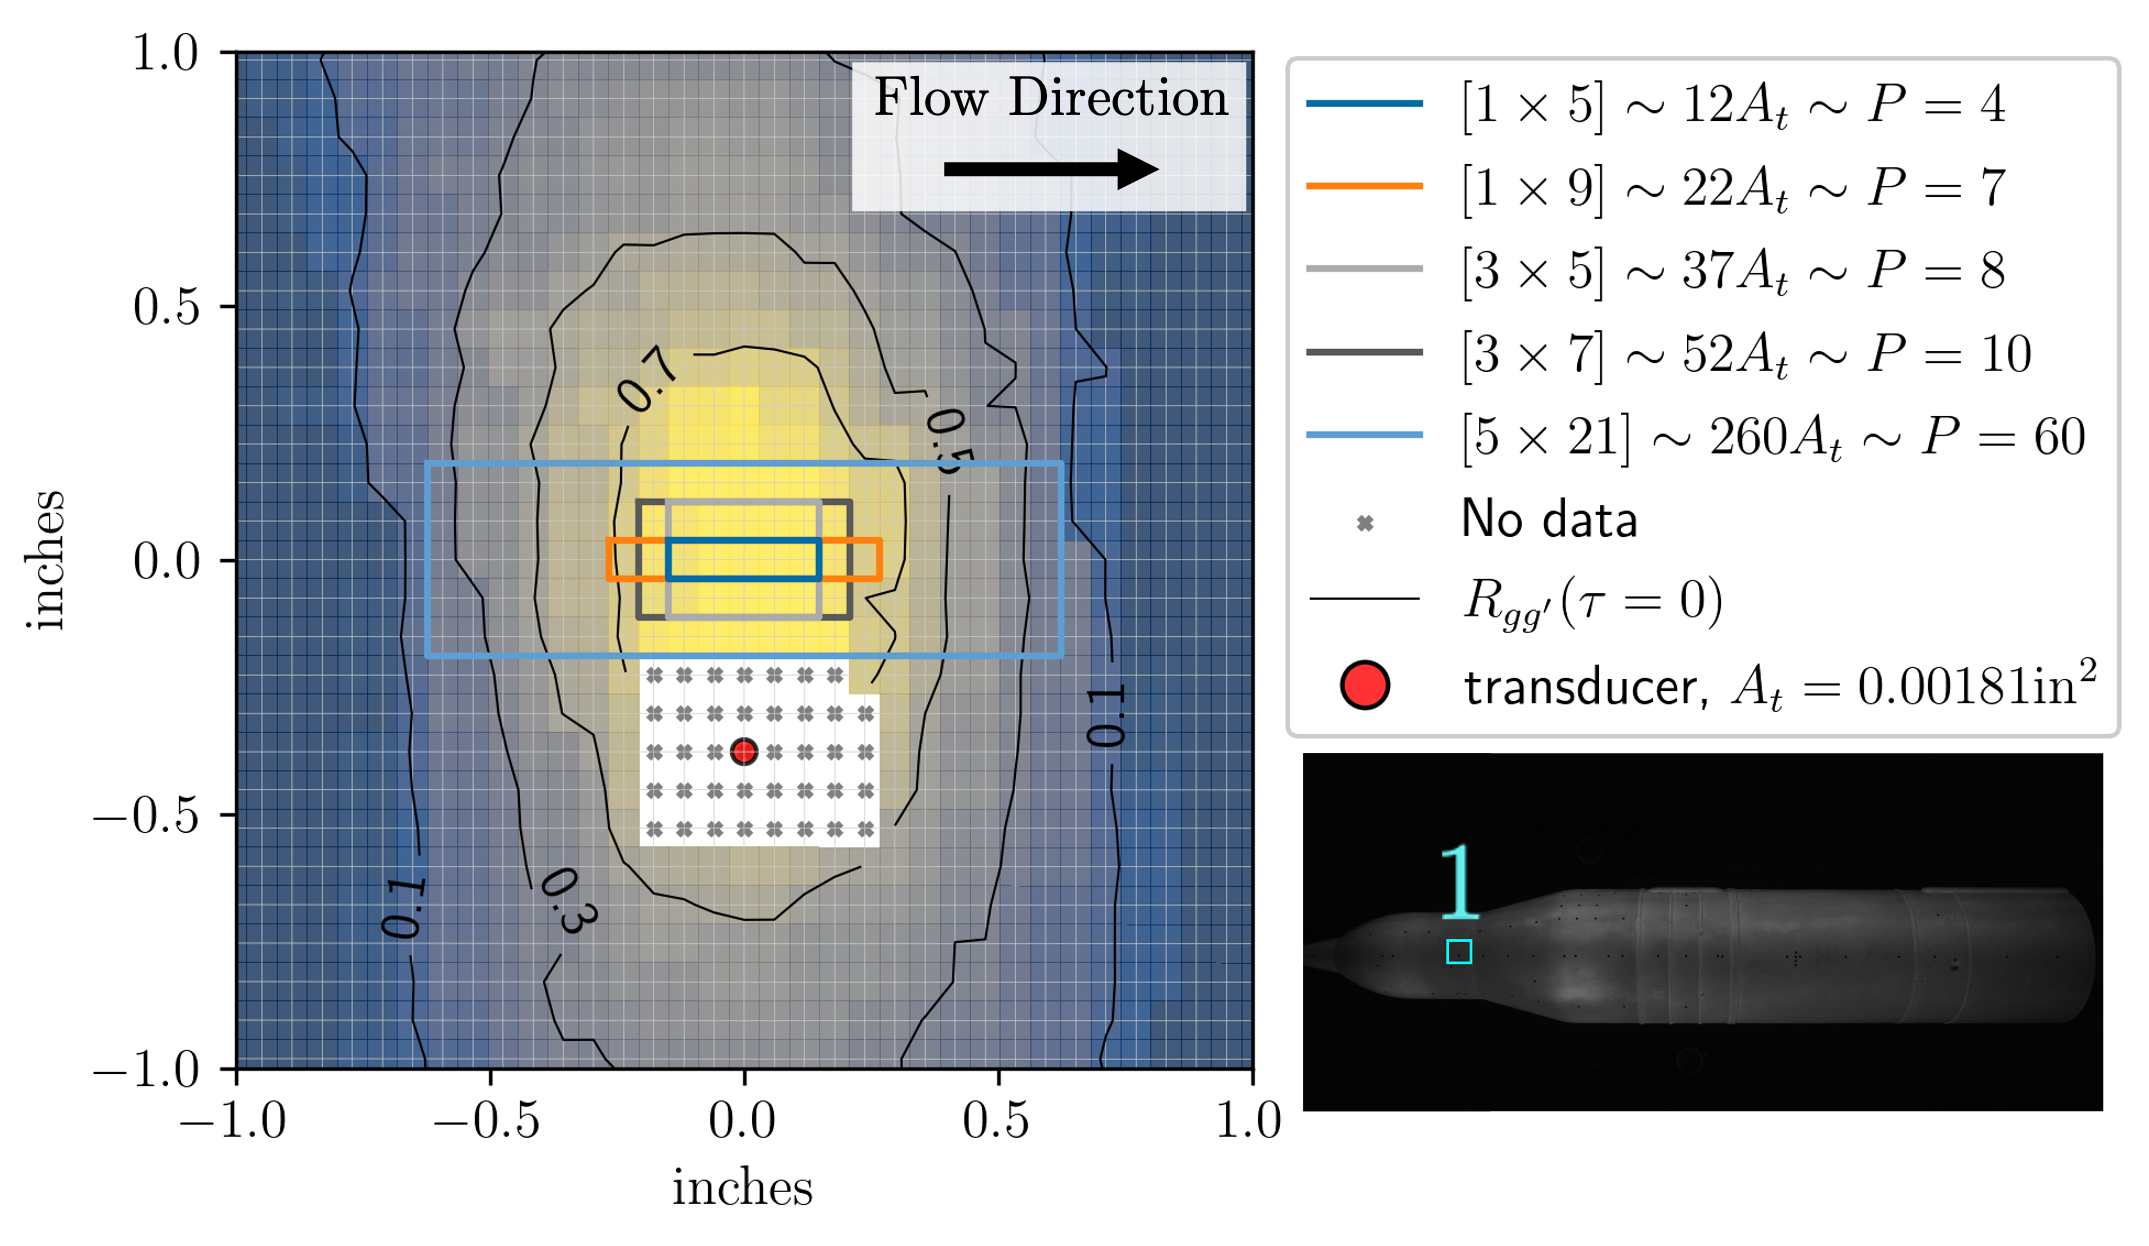 1.0
0.5
0.0
−0.5
−1.0
inches
−1.0
−0.5
0.0
0.5
1.0
inches
Flow Direction
0.7
0.5
0.3
0.1
0.1
[1 × 5] ∼ 12A_t ∼ P = 4
[1 × 9] ∼ 22A_t ∼ P = 7
[3 × 5] ∼ 37A_t ∼ P = 8
[3 × 7] ∼ 52A_t ∼ P = 10
[5 × 21] ∼ 260A_t ∼ P = 60
No data
R_{gg'}(τ = 0)
transducer, A_t = 0.00181in²
1